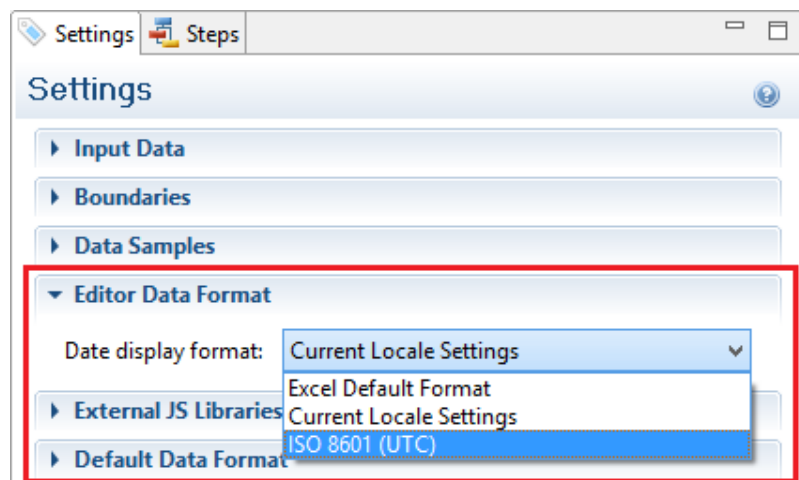 Settings Steps
Settings
Input Data
Boundaries
Data Samples
Editor Data Format
Date display format: Current Locale Settings
Excel Default Format
External JS Libraries Current Locale Settings
ISO 8601 (UTC)
Default Data Format